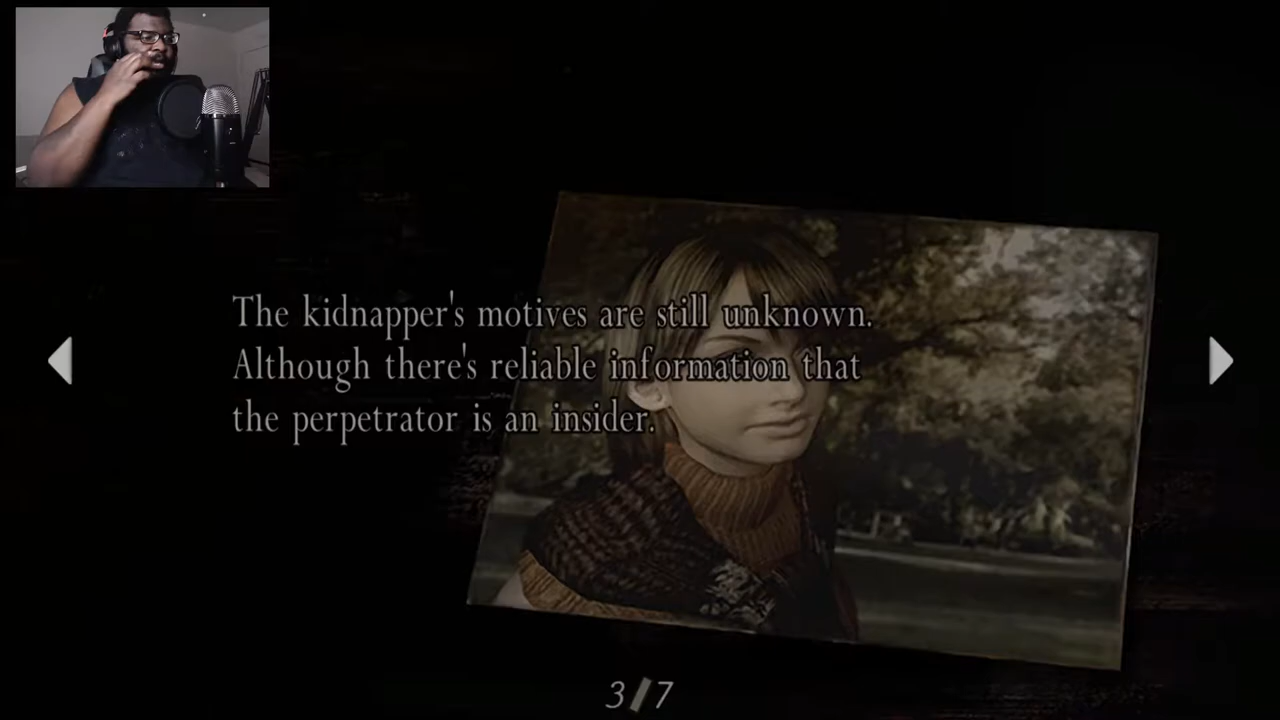 The kidnapper's motives are still unknown.
Although there's reliable information that
the perpetrator is an insider.
3/7